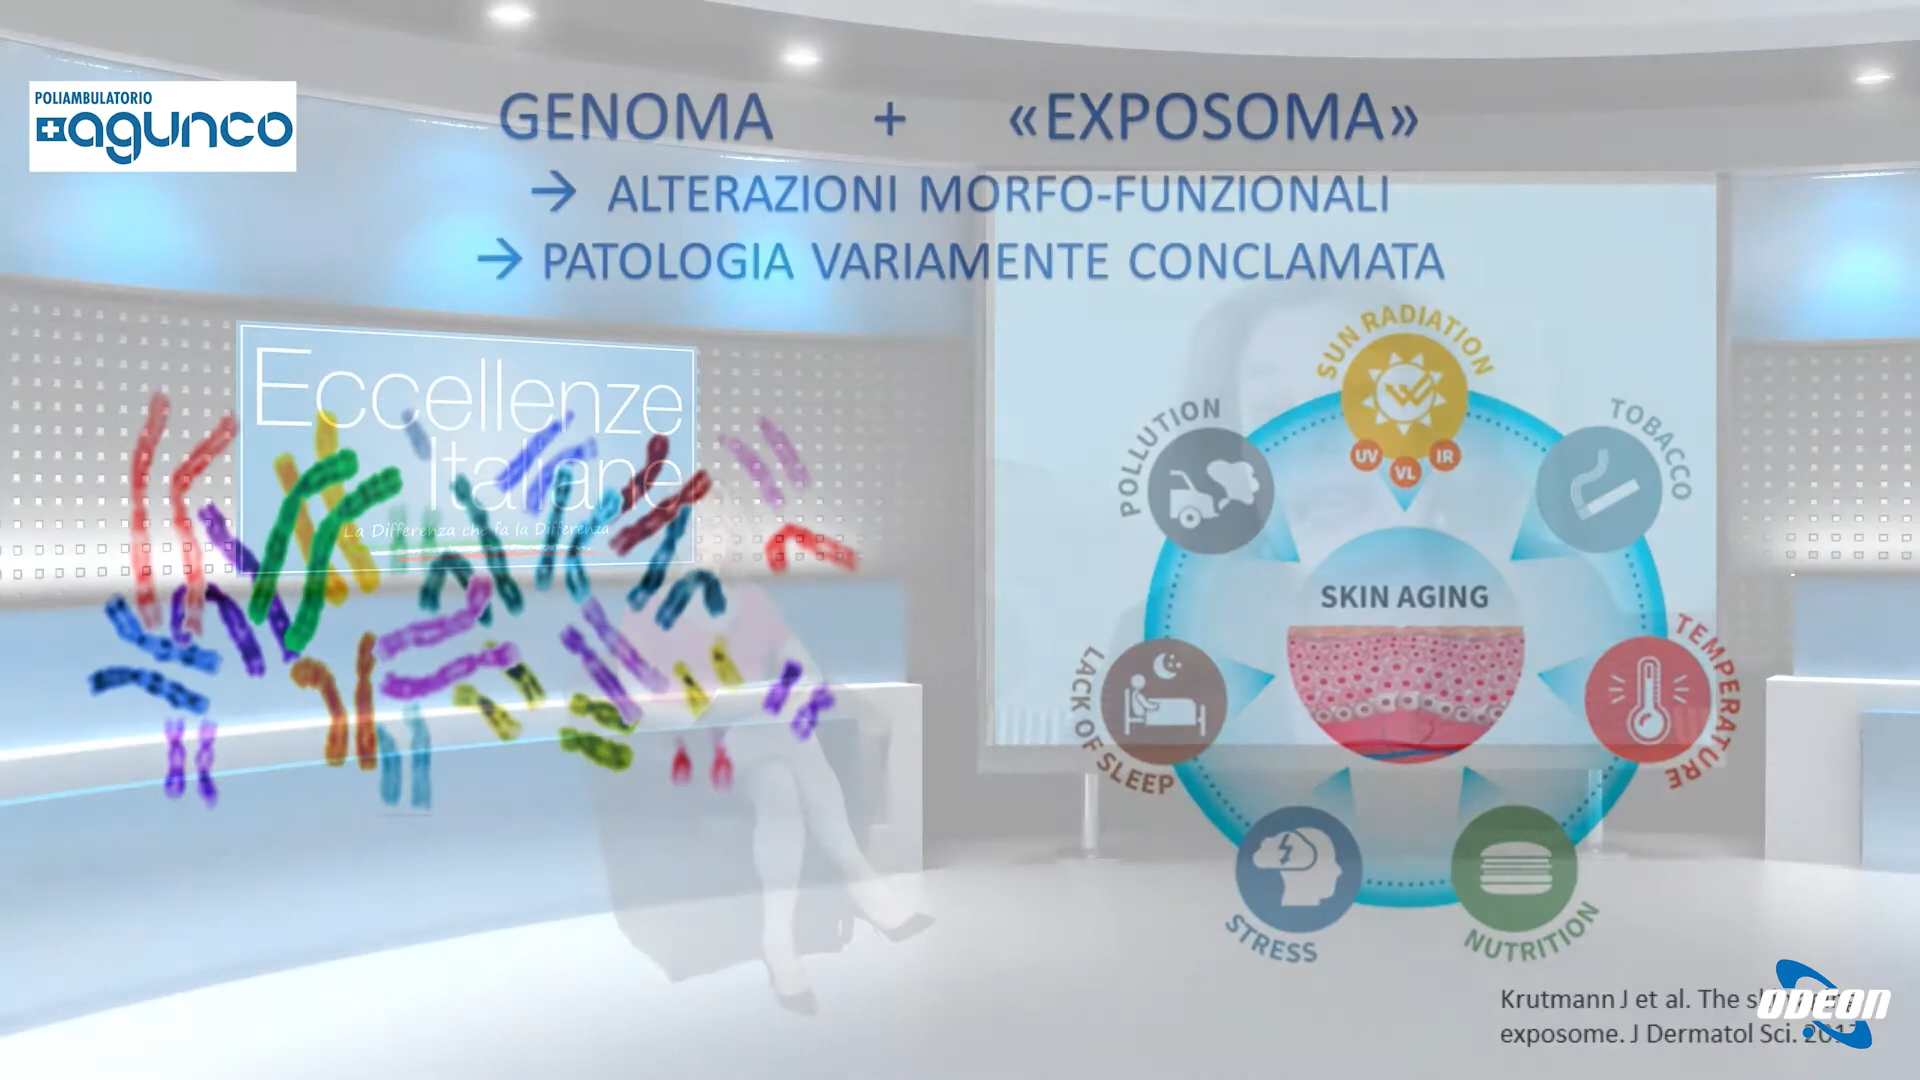 POLIAMBULATORIO
agunco
GENOMA + «EXPOSOMA»
→ ALTERAZIONI MORFO-FUNZIONALI
→ PATOLOGIA VARIAMENTE CONCLAMATA
Eccellenze
Italiane
La Differenza che fa la Differenza
SUN RADIATION
UV
VL
IR
POLLUTION
TOBACCO
SKIN AGING
LACK OF SLEEP
TEMPERATURE
STRESS
NUTRITION
Krutmann J et al. The
exposome. J Dermatol Sci.
ODEON